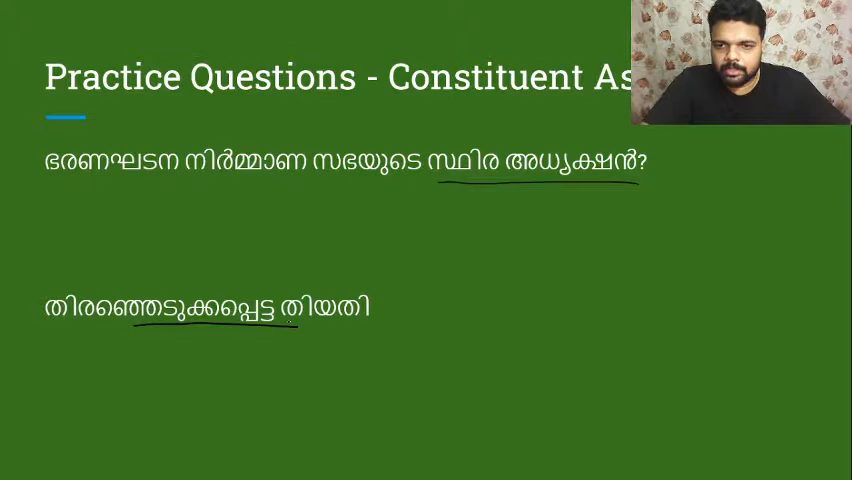 Practice Questions - Constituent As
ഭരണഘടന നിർമ്മാണ സഭയുടെ സ്ഥിര അധ്യക്ഷൻ?
തിരഞ്ഞെടുക്കപ്പെട്ട തിയതി